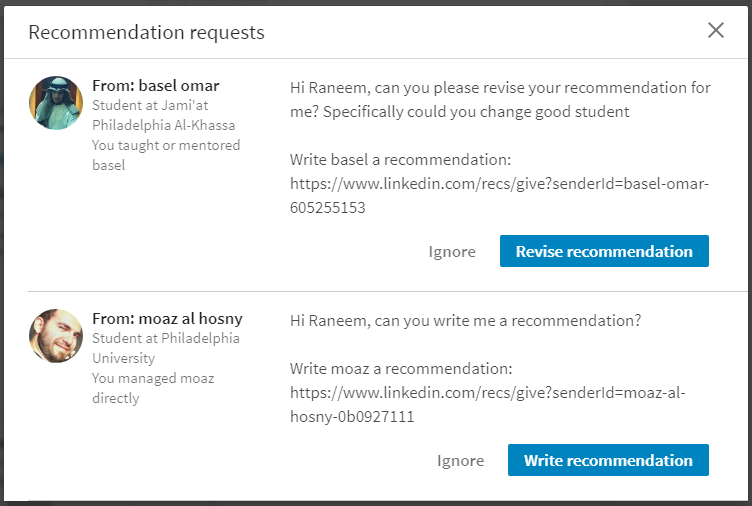 Recommendation requests
From: basel omar
Student at Jami'at
Philadelphia Al-Khassa
You taught or mentored
basel
Hi Raneem, can you please revise your recommendation for
me? Specifically could you change good student
Write basel a recommendation:
https://www.linkedin.com/recs/give?senderId=basel-omar-
605255153
Ignore
Revise recommendation
From: moaz al hosny
Student at Philadelphia
University
You managed moaz
directly
Hi Raneem, can you write me a recommendation?
Write moaz a recommendation:
https://www.linkedin.com/recs/give?senderId=moaz-al-
hosny-0b0927111
Ignore
Write recommendation